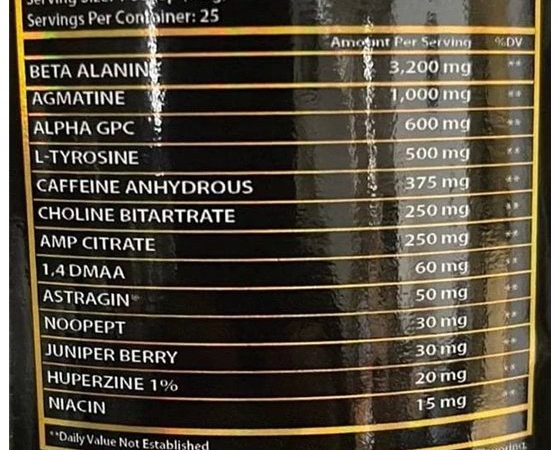 Servings Per Container: 25
Amount Per Serving %DV
BETA ALANIN 3,200 mg **
AGMATINE 1,000 mg **
ALPHA GPC 600 mg **
L-TYROSINE 500 mg **
CAFFEINE ANHYDROUS 375 mg **
CHOLINE BITARTRATE 250 mg **
AMP CITRATE 250 mg **
1,4 DMAA 60 mg **
ASTRAGIN 50 mg **
NOOPEPT 30 mg **
JUNIPER BERRY 30 mg **
HUPERZINE 1% 20 mg **
NIACIN 15 mg **
**Daily Value Not Established